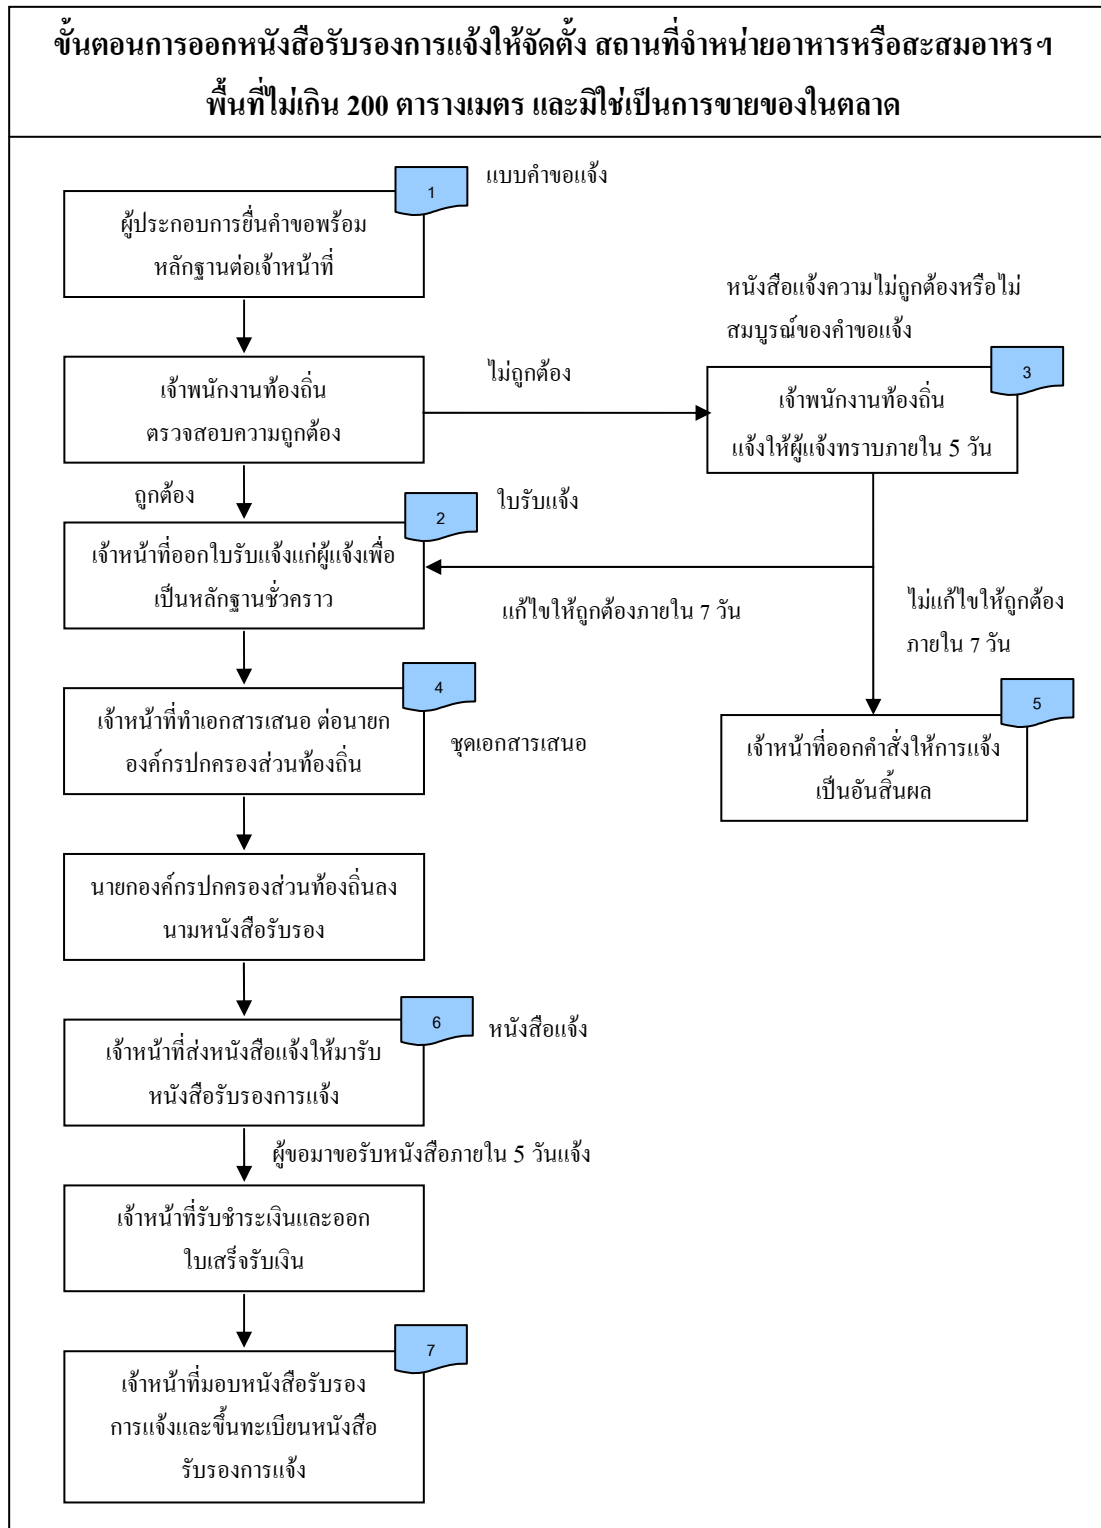 ขั้นตอนการออกหนังสือรับรองการแจ้งให้จัดตั้ง สถานที่จำหน่ายอาหารหรือสะสมอาหรฯ
พื้นที่ไม่เกิน 200 ตารางเมตร และมิใช่เป็นการขายของในตลาด
1
แบบคำขอแจ้ง
ผู้ประกอบการยื่นคำขอพร้อม
หลักฐานต่อเจ้าหน้าที่
หนังสือแจ้งความไม่ถูกต้องหรือไม่
สมบูรณ์ของคำขอแจ้ง
เจ้าพนักงานท้องถิ่น
ตรวจสอบความถูกต้อง
ไม่ถูกต้อง
3
เจ้าพนักงานท้องถิ่น
แจ้งให้ผู้แจ้งทราบภายใน 5 วัน
ถูกต้อง
2
ใบรับแจ้ง
เจ้าหน้าที่ออกใบรับแจ้งแก่ผู้แจ้งเพื่อ
เป็นหลักฐานชั่วคราว
แก้ไขให้ถูกต้องภายใน 7 วัน
ไม่แก้ไขให้ถูกต้อง
ภายใน 7 วัน
4
เจ้าหน้าที่ทำเอกสารเสนอ ต่อนายก
องค์กรปกครองส่วนท้องถิ่น
ชุดเอกสารเสนอ
5
เจ้าหน้าที่ออกคำสั่งให้การแจ้ง
เป็นอันสิ้นผล
นายกองค์กรปกครองส่วนท้องถิ่นลง
นามหนังสือรับรอง
6
หนังสือแจ้ง
เจ้าหน้าที่ส่งหนังสือแจ้งให้มารับ
หนังสือรับรองการแจ้ง
ผู้ขอมาขอรับหนังสือภายใน 5 วันแจ้ง
เจ้าหน้าที่รับชำระเงินและออก
ใบเสร็จรับเงิน
7
เจ้าหน้าที่มอบหนังสือรับรอง
การแจ้งและขึ้นทะเบียนหนังสือ
รับรองการแจ้ง